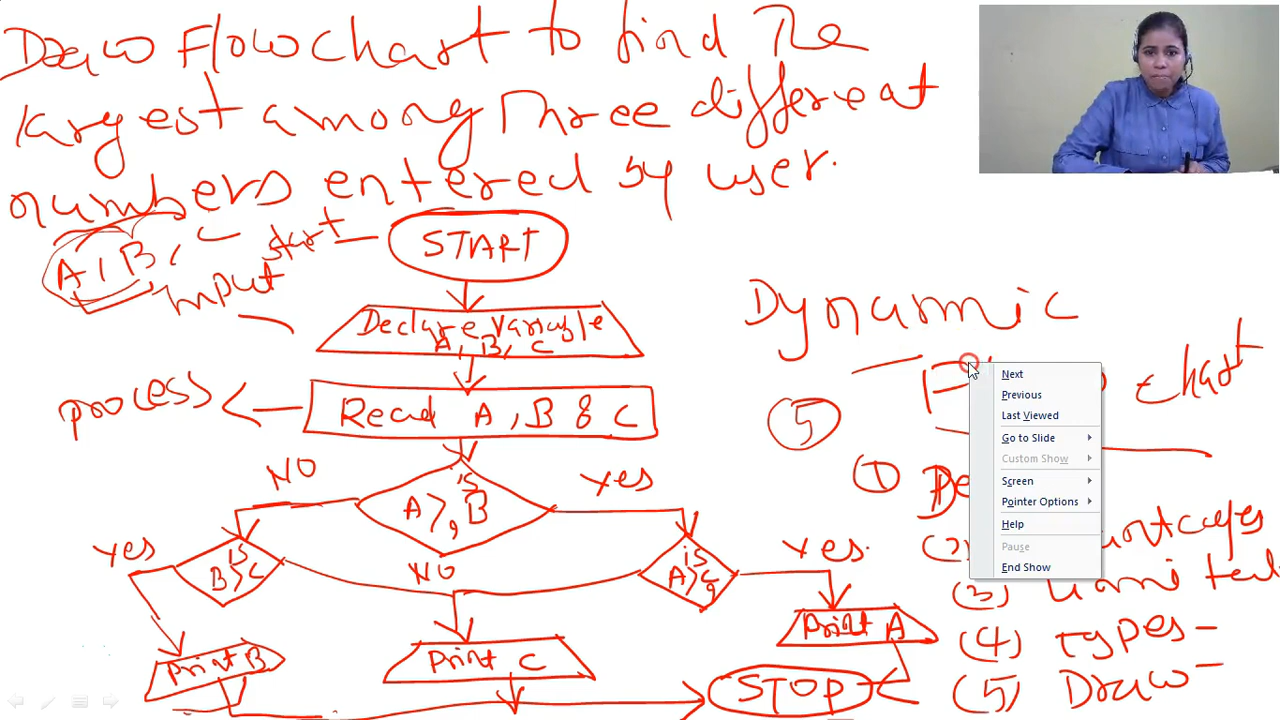 Draw Flowchart to find The
largest among Three different
numbers entered by user.
A, B, C
start
START
Input
Declare Variable
A, B, C
process
Read A, B & C
is
A >, B
NO
yes
yes
is
B > C
NO
is
A > C,
yes.
Print A
Print B
Print C
STOP
Dynamic
chart
5
(1)
(3)
(4) types-
(5) Draw-
Next
Previous
Last Viewed
Go to Slide
Custom Show
Screen
Pointer Options
Help
Pause
End Show